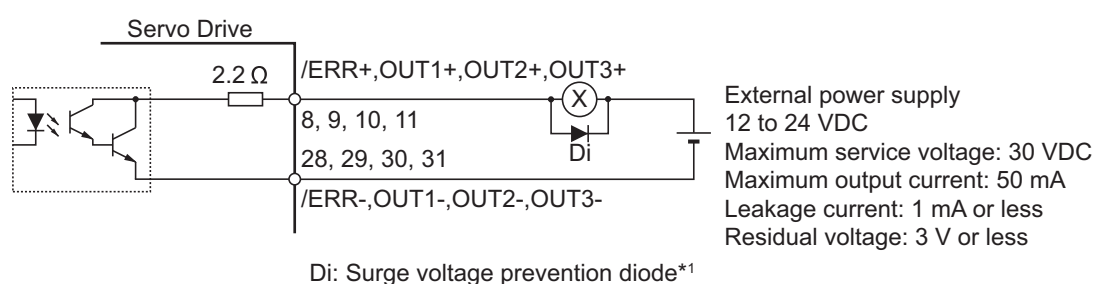 Servo Drive
2.2 Ω
/ERR+,OUT1+,OUT2+,OUT3+
X
8, 9, 10, 11
Di
28, 29, 30, 31
/ERR-,OUT1-,OUT2-,OUT3-
External power supply
12 to 24 VDC
Maximum service voltage: 30 VDC
Maximum output current: 50 mA
Leakage current: 1 mA or less
Residual voltage: 3 V or less
Di: Surge voltage prevention diode*1